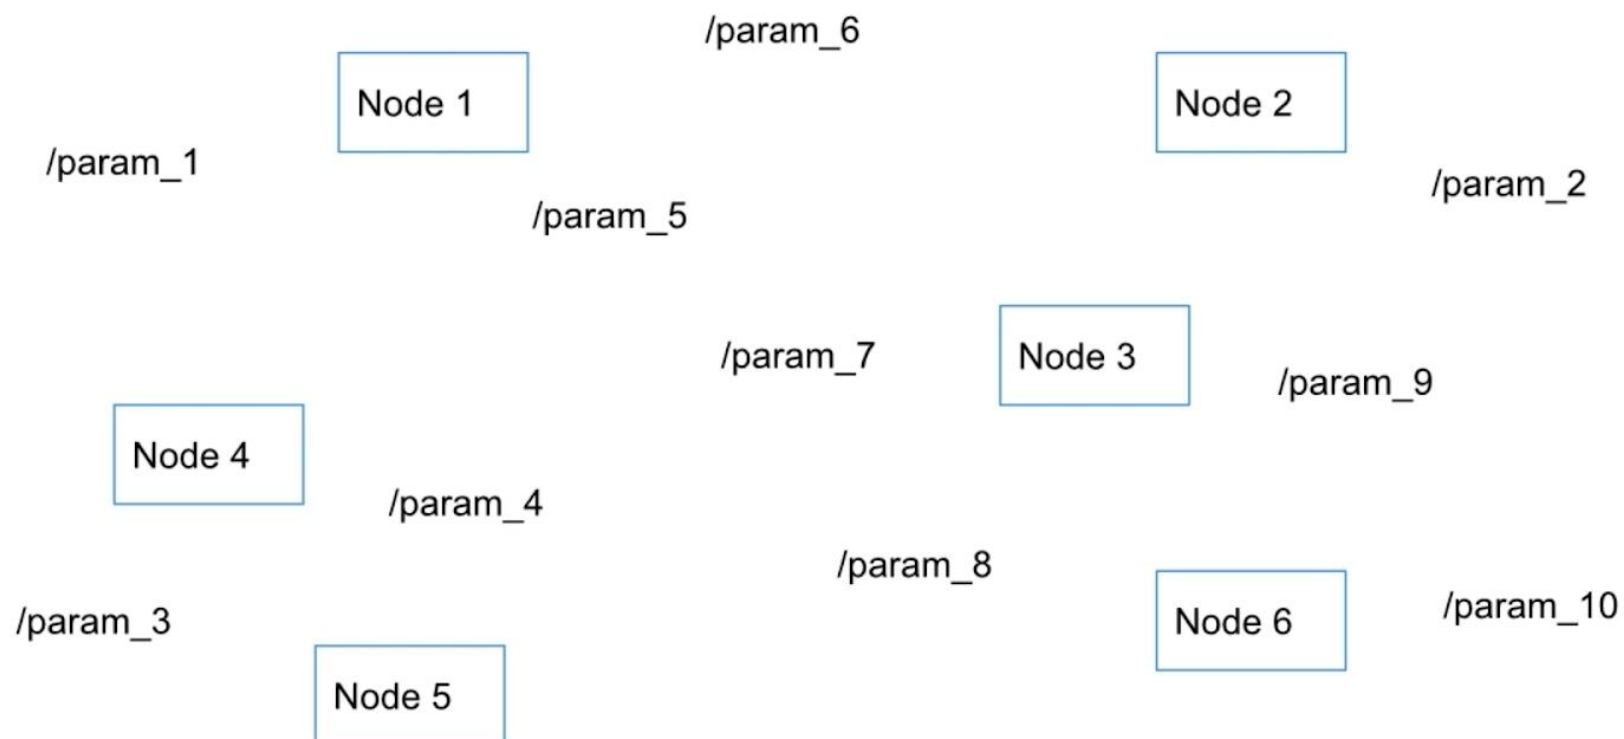 /param_6
Node 1
Node 2
/param_1
/param_2
/param_5
/param_7
Node 3
/param_9
Node 4
/param_4
/param_8
/param_3
Node 6
/param_10
Node 5